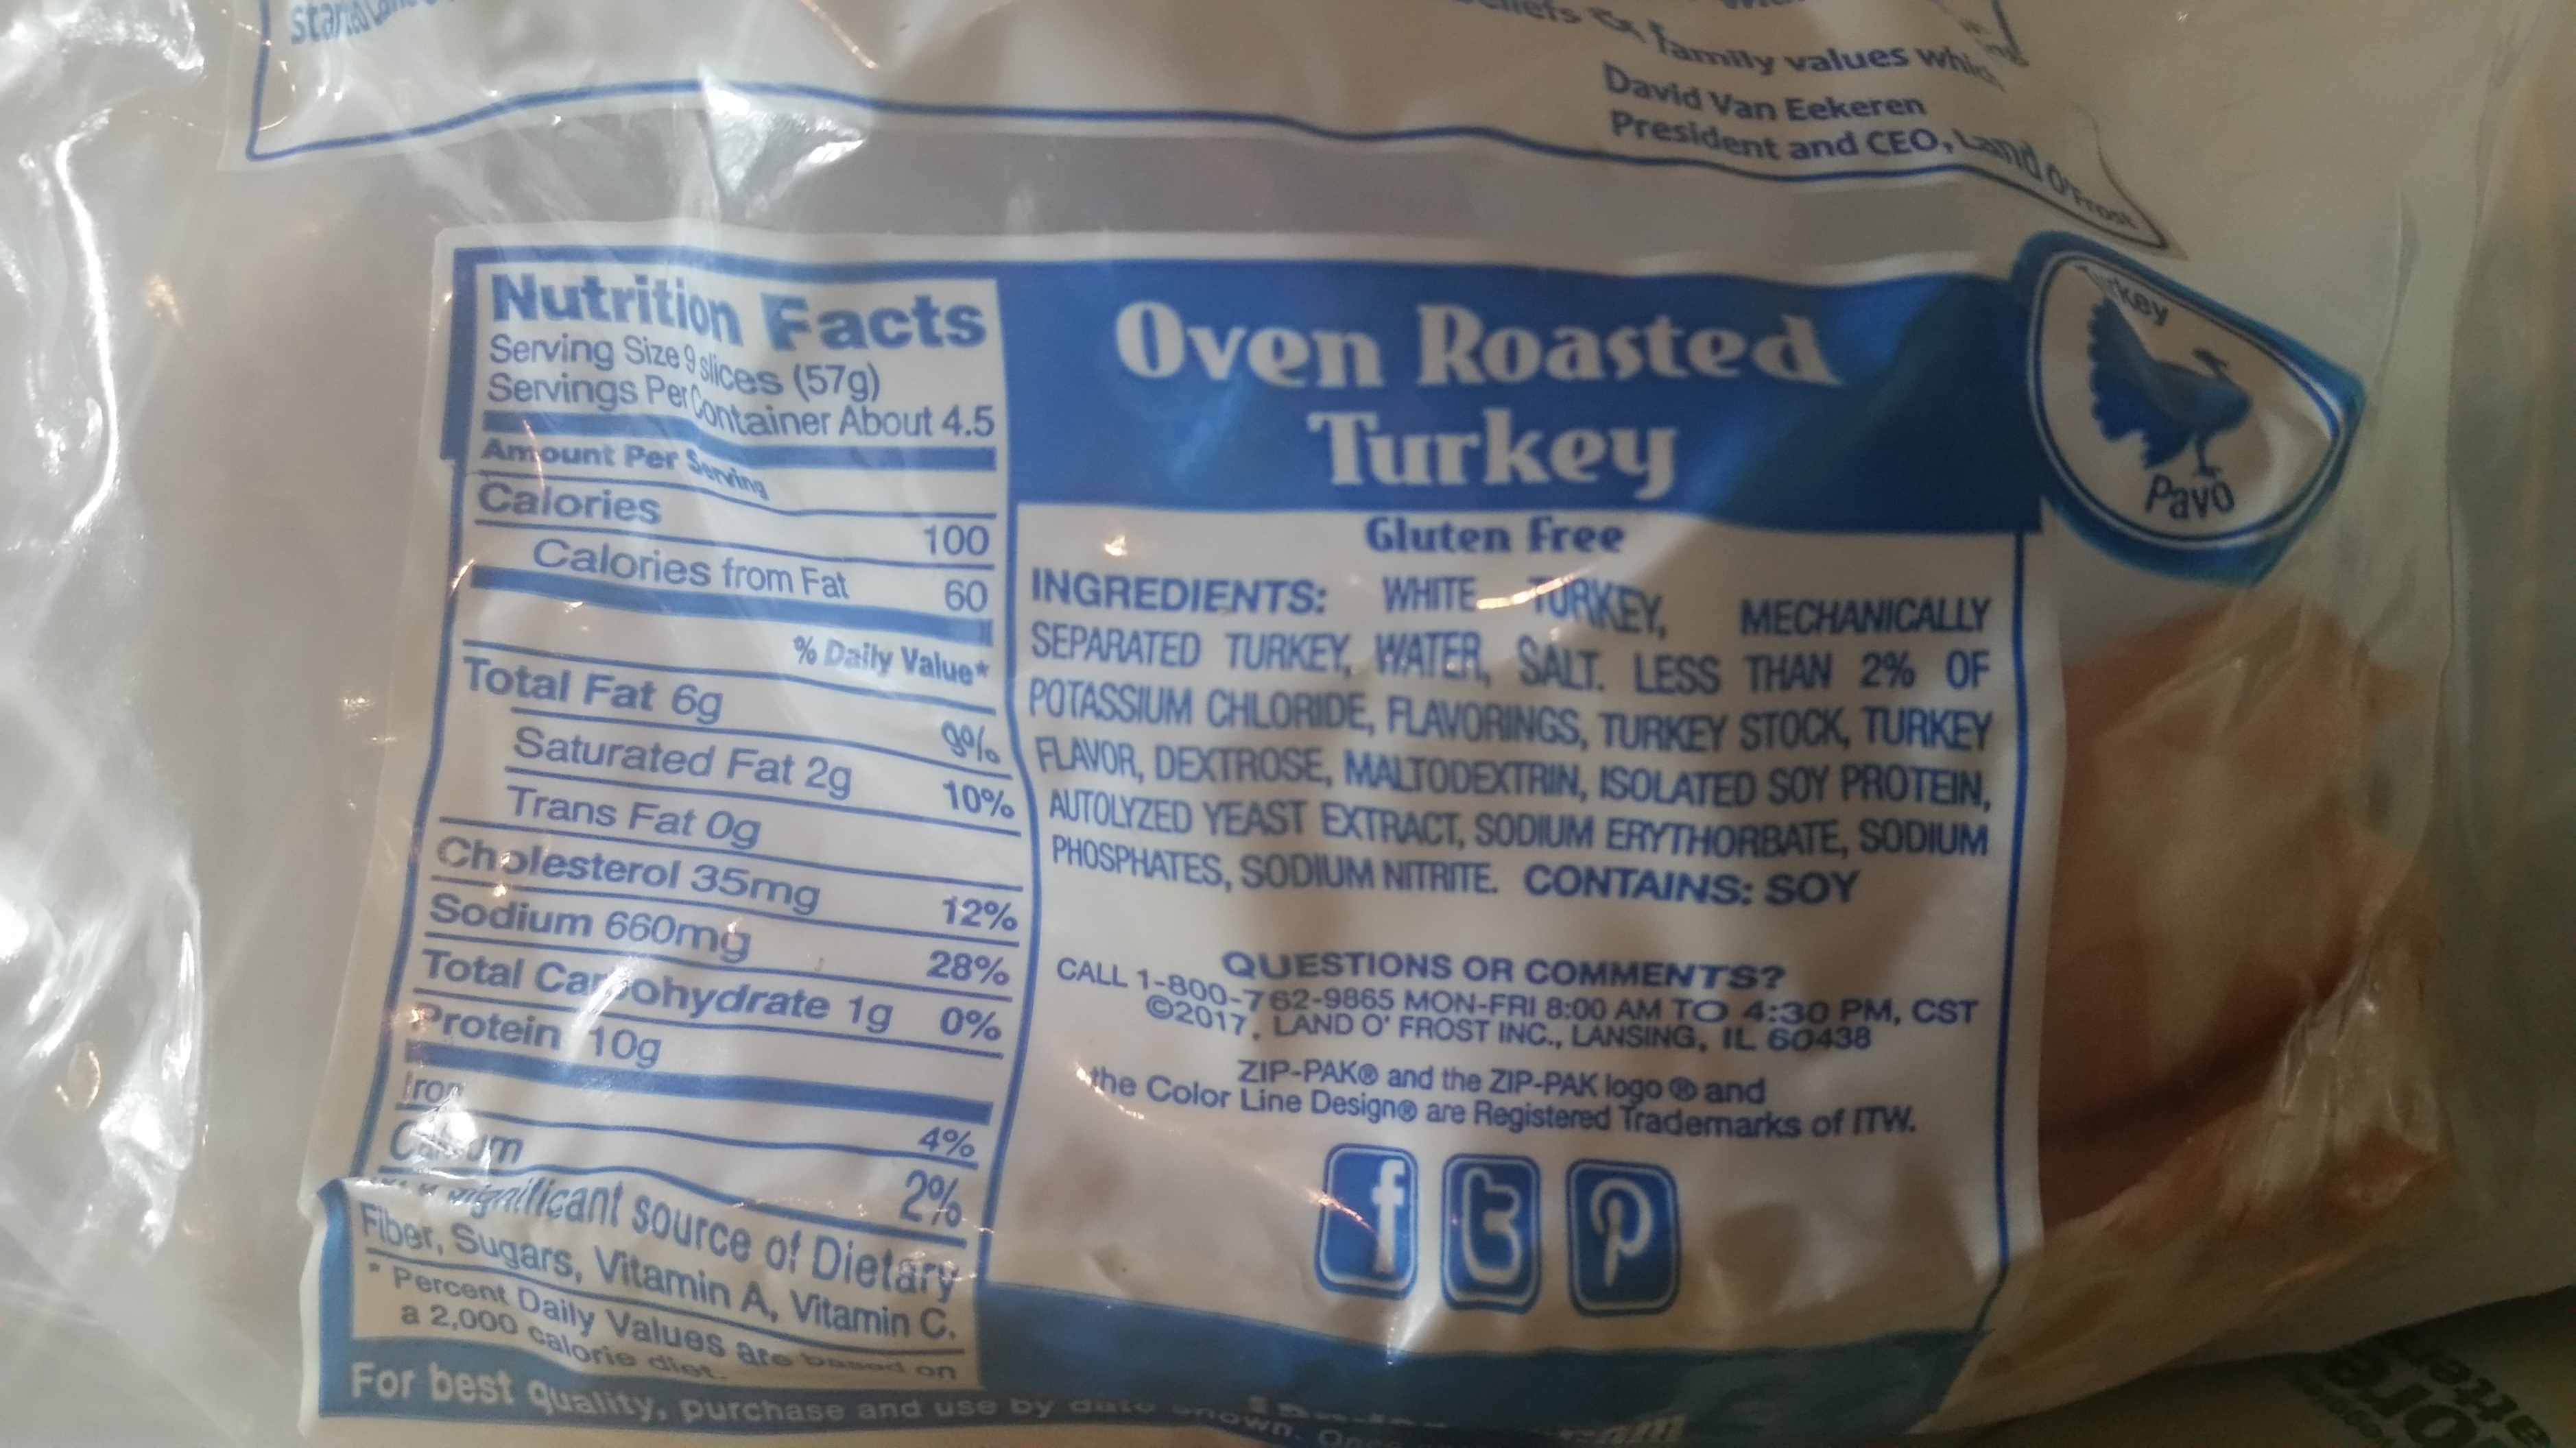 family values
David Van Eekeren
President and CEO, Land O'Frost
Nutrition Facts
Serving Size 9 slices (57g)
Servings Per Container About 4.5
Amount Per Serving
Calories 100
Calories from Fat 60
% Daily Value*
Total Fat 6g 9%
Saturated Fat 2g 10%
Trans Fat 0g
Cholesterol 35mg 12%
Sodium 660mg 28%
Total Carbohydrate 1g 0%
Protein 10g
Iron 4%
Calcium 2%
significant source of Dietary
Fiber, Sugars, Vitamin A, Vitamin C.
* Percent Daily Values are based on
a 2,000 calorie diet.
Oven Roasted
Turkey
Gluten Free
INGREDIENTS: WHITE TURKEY, MECHANICALLY
SEPARATED TURKEY, WATER, SALT. LESS THAN 2% OF
POTASSIUM CHLORIDE, FLAVORINGS, TURKEY STOCK, TURKEY
FLAVOR, DEXTROSE, MALTODEXTRIN, ISOLATED SOY PROTEIN,
AUTOLYZED YEAST EXTRACT, SODIUM ERYTHORBATE, SODIUM
PHOSPHATES, SODIUM NITRITE. CONTAINS: SOY
QUESTIONS OR COMMENTS?
CALL 1-800-762-9865 MON-FRI 8:00 AM TO 4:30 PM, CST
©2017, LAND O' FROST INC., LANSING, IL 60438
ZIP-PAK® and the ZIP-PAK logo ® and
the Color Line Design® are Registered Trademarks of ITW.
Turkey
Pavo
For best quality, purchase and use by date shown.